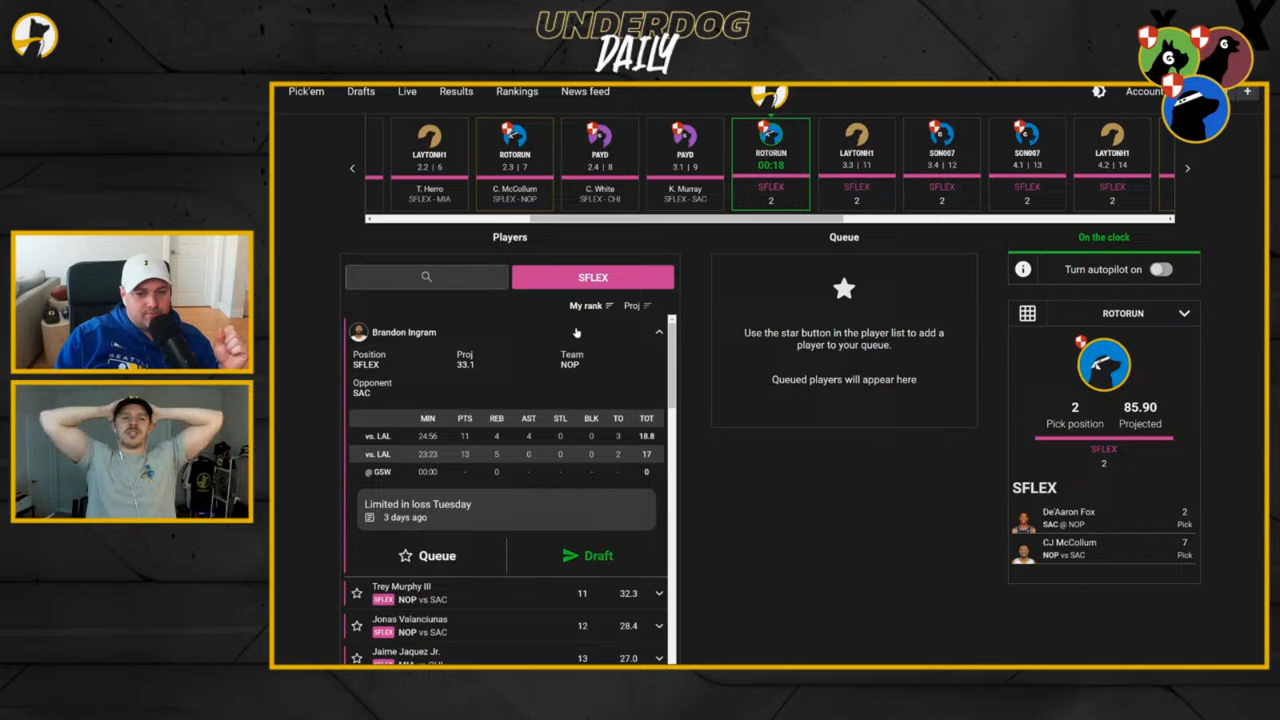 UNDERDOG
DAILY
Pick'em Drafts Live Results Rankings News feed Account +
LAYTONH1 ROTORUN PAYD PAYD ROTORUN LAYTONH1 SON007 SON007 LAYTONH1
2.2 | 6 2.3 | 7 2.4 | 8 3.1 | 9 00:18 3.3 | 11 3.4 | 12 4.1 | 13 4.2 | 14
T. Herro C. McCollum C. White K. Murray SFLEX SFLEX SFLEX SFLEX SFLEX
SFLEX - MIA SFLEX - NOP SFLEX - CHI SFLEX - SAC 2 2 2 2 2
Players Queue On the clock
SFLEX
My rank Proj
Brandon Ingram
Position Proj Team
SFLEX 33.1 NOP
Opponent
SAC
MIN PTS REB AST STL BLK TO TOT
vs. LAL 24:56 11 4 4 0 0 3 18.8
vs. LAL 23:23 13 5 0 0 0 2 17
@ GSW 00:00 - 0 - - - - 0
Limited in loss Tuesday
3 days ago
Queue Draft
Trey Murphy III
SFLEX NOP vs SAC 11 32.3
Jonas Valanciunas
SFLEX NOP vs SAC 12 28.4
Jaime Jaquez Jr.
SFLEX MIA vs CHI 13 27.0
Use the star button in the player list to add a
player to your queue.
Queued players will appear here
Turn autopilot on
ROTORUN
2 85.90
Pick position Projected
SFLEX
2
SFLEX
De'Aaron Fox 2
SAC @ NOP Pick
CJ McCollum 7
NOP vs SAC Pick